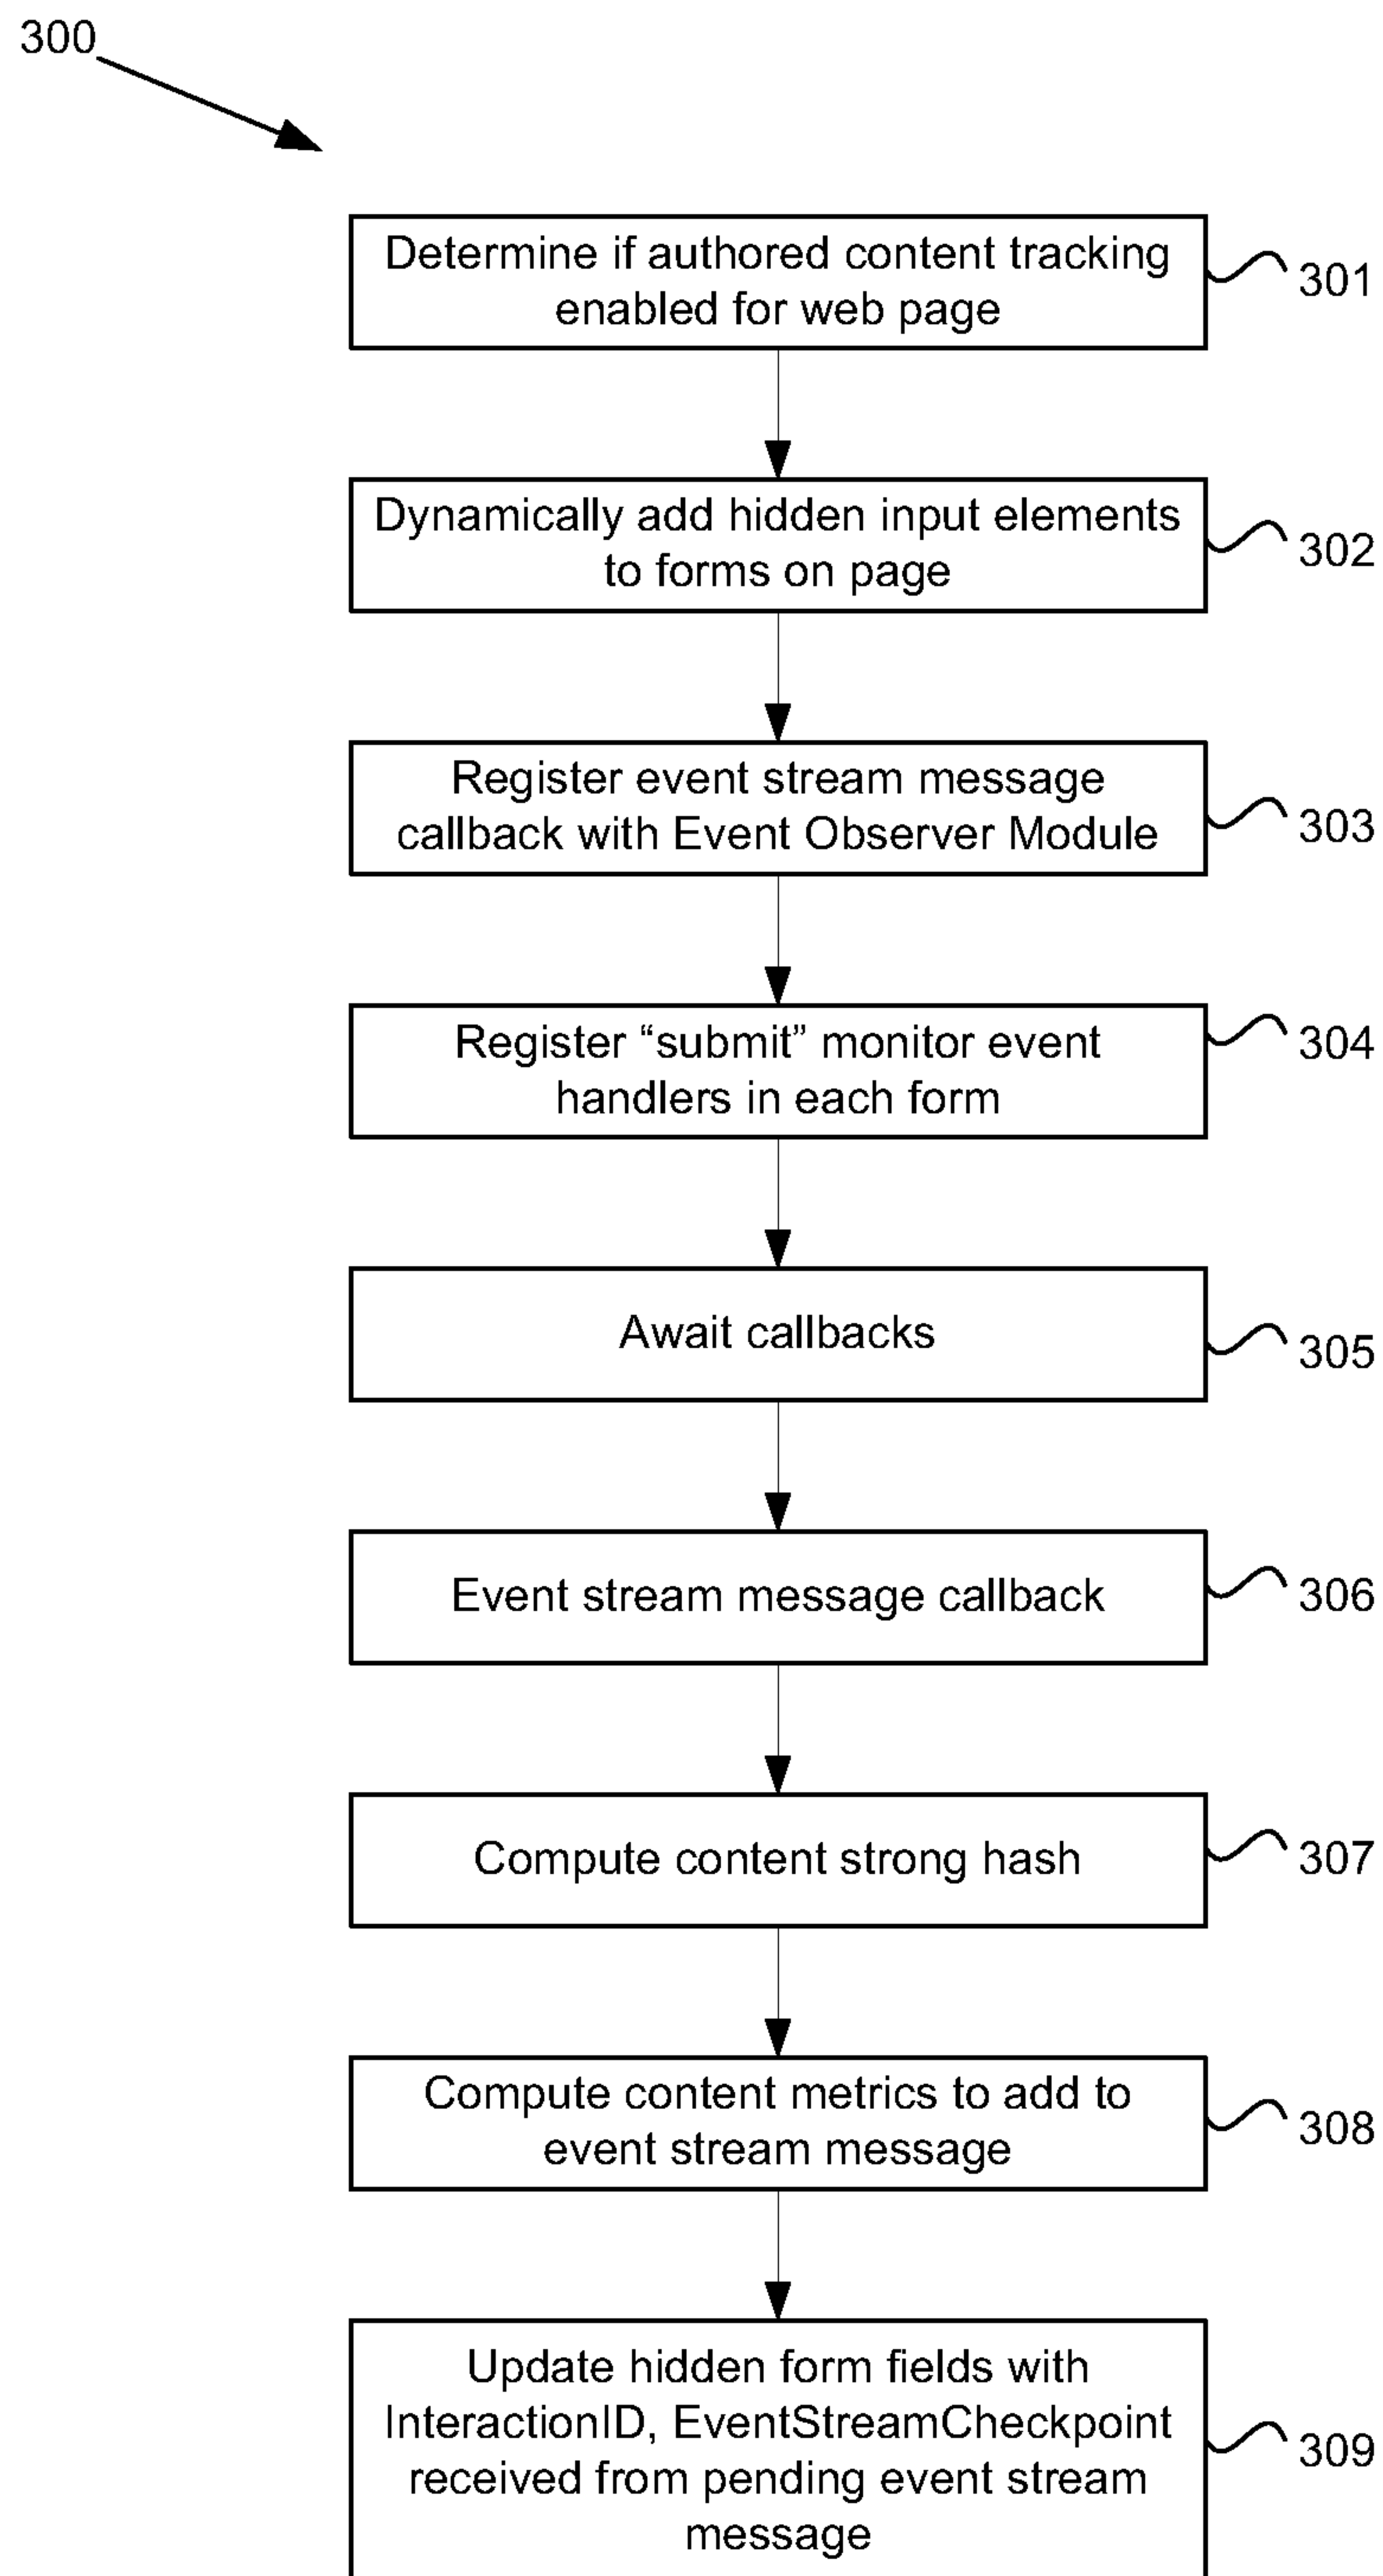 300
Determine if authored content tracking
enabled for web page
301
Dynamically add hidden input elements
to forms on page
302
Register event stream message
callback with Event Observer Module
303
Register “submit” monitor event
handlers in each form
304
Await callbacks
305
Event stream message callback
306
Compute content strong hash
307
Compute content metrics to add to
event stream message
308
Update hidden form fields with
InteractionID, EventStreamCheckpoint
received from pending event stream
message
309